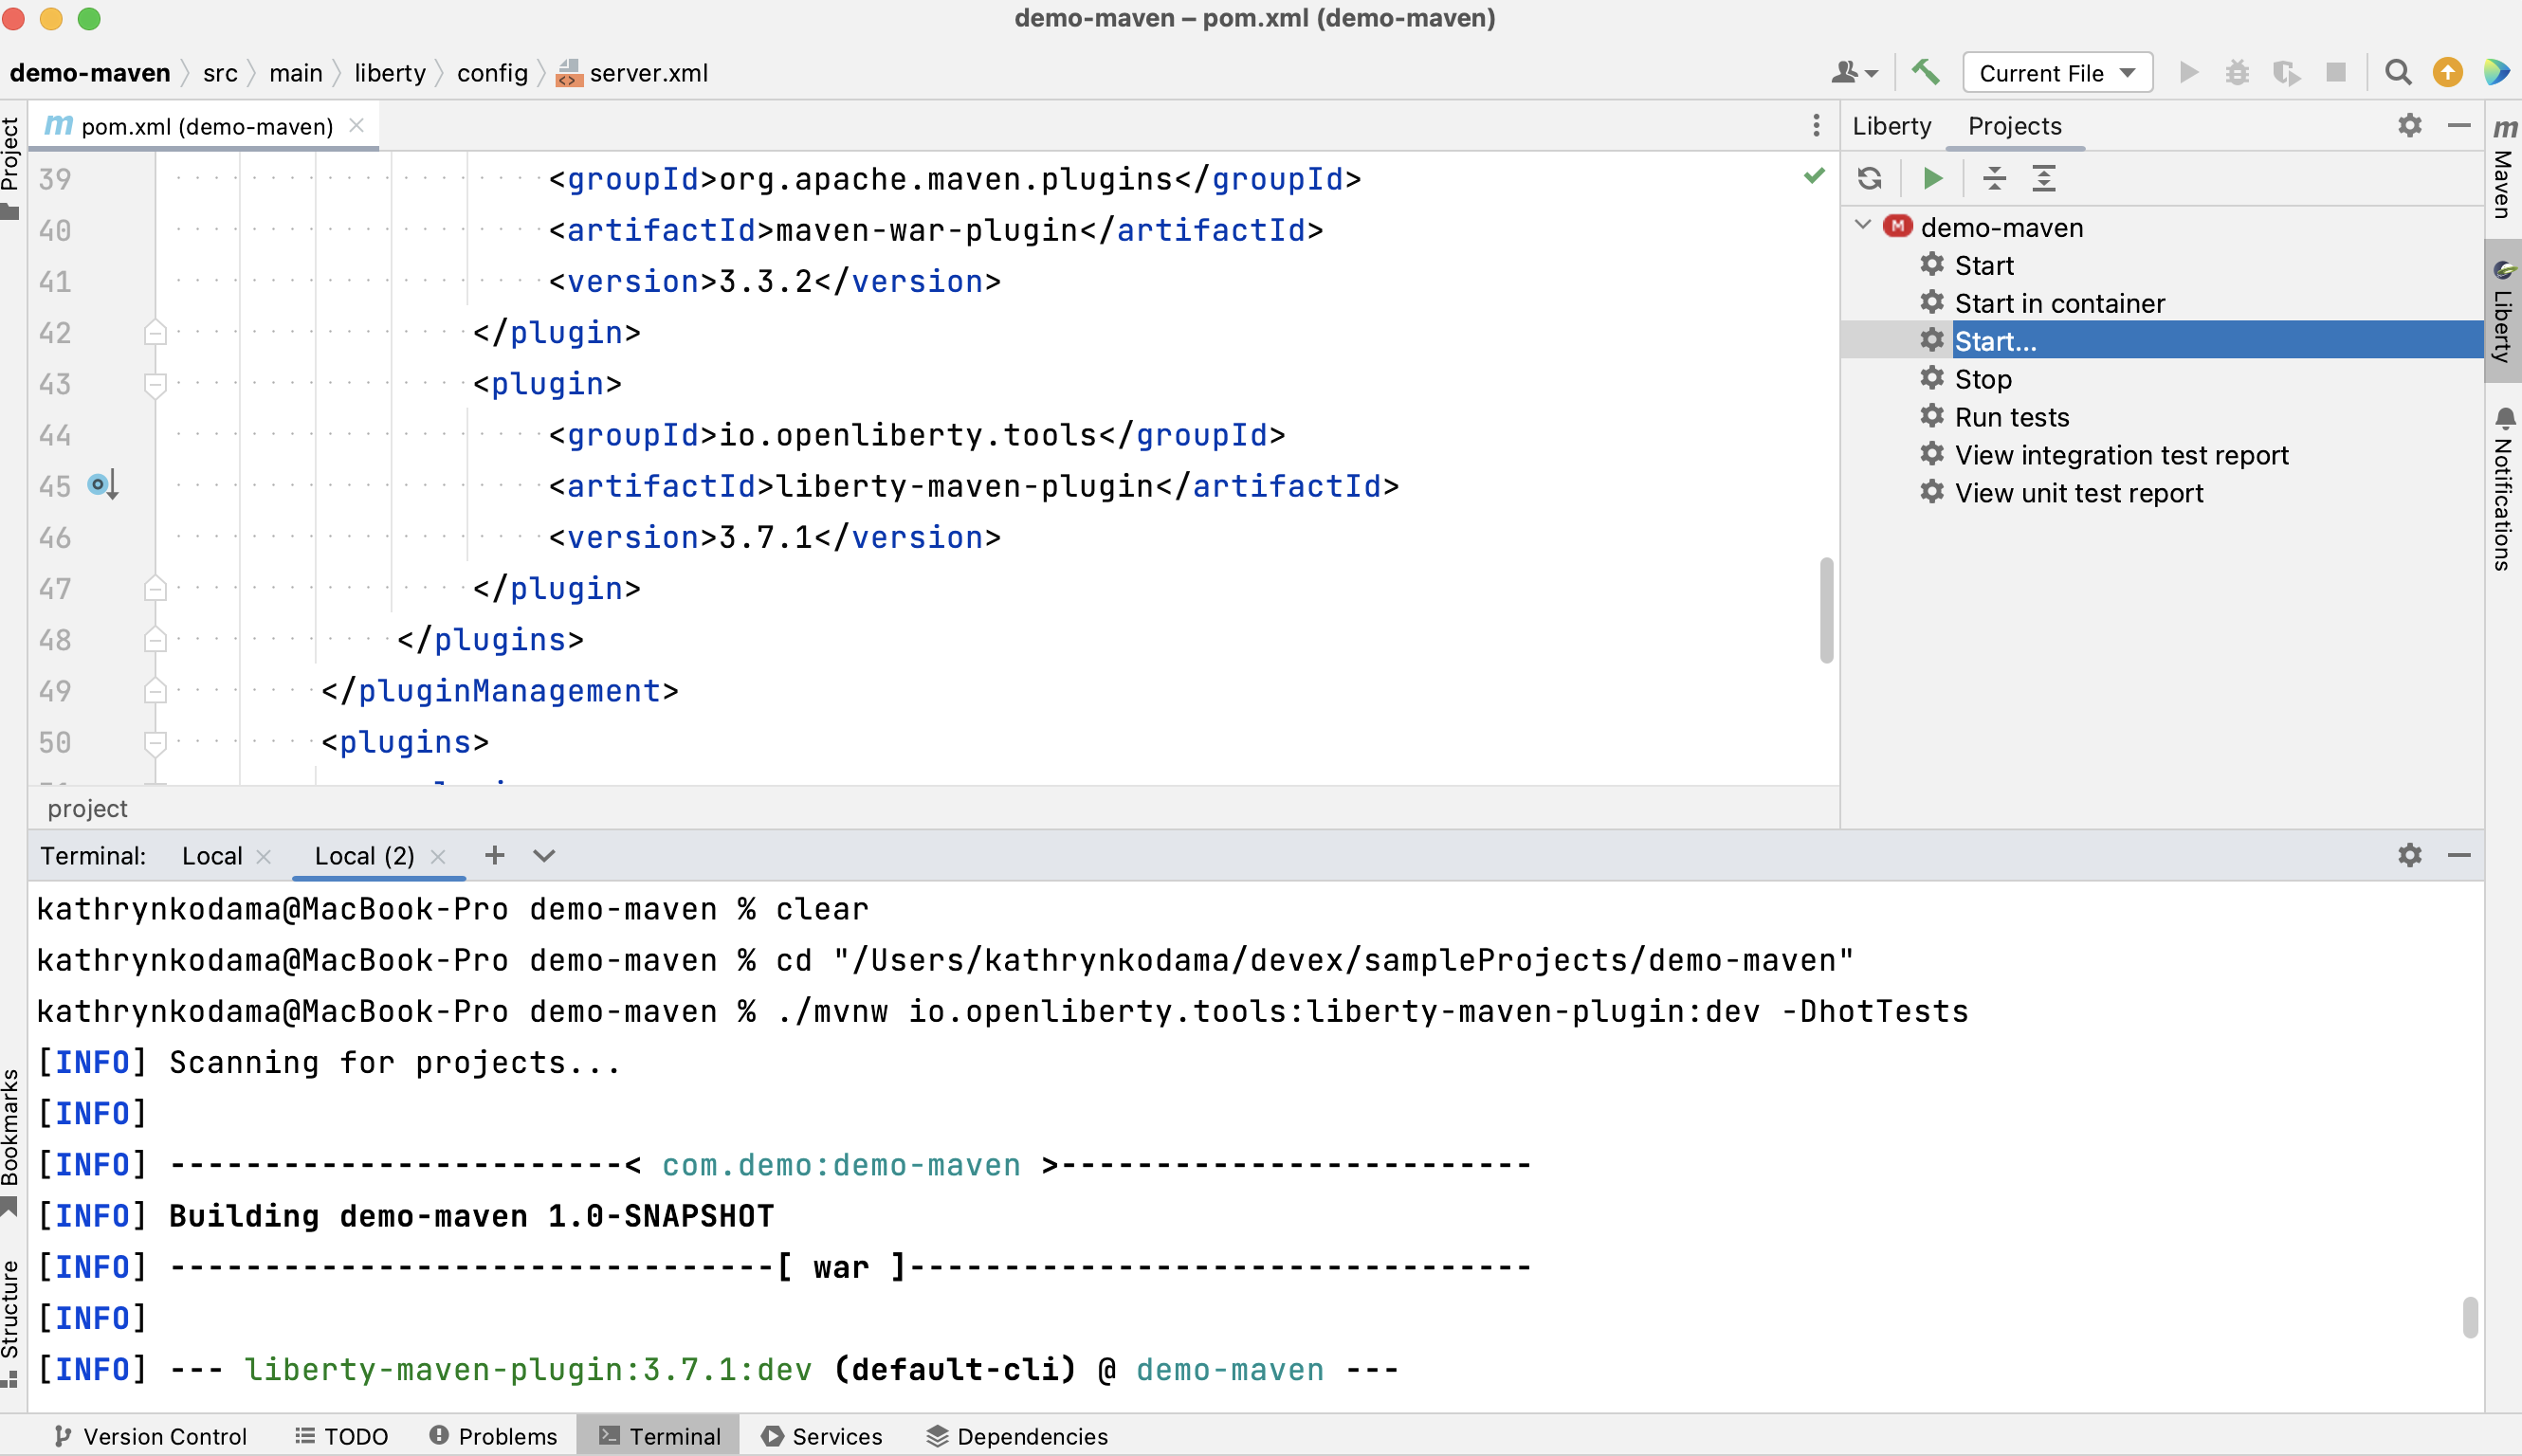 demo-maven – pom.xml (demo-maven)
demo-maven src main liberty config server.xml
Current File
Project
pom.xml (demo-maven)
39 <groupId>org.apache.maven.plugins</groupId>
40 <artifactId>maven-war-plugin</artifactId>
41 <version>3.3.2</version>
42 </plugin>
43 <plugin>
44 <groupId>io.openliberty.tools</groupId>
45 <artifactId>liberty-maven-plugin</artifactId>
46 <version>3.7.1</version>
47 </plugin>
48 </plugins>
49 </pluginManagement>
50 <plugins>
project
Liberty Projects
demo-maven
Start
Start in container
Start...
Stop
Run tests
View integration test report
View unit test report
Maven
Liberty
Notifications
Terminal: Local Local (2)
kathrynkodama@MacBook-Pro demo-maven % clear
kathrynkodama@MacBook-Pro demo-maven % cd "/Users/kathrynkodama/devex/sampleProjects/demo-maven"
kathrynkodama@MacBook-Pro demo-maven % ./mvnw io.openliberty.tools:liberty-maven-plugin:dev -DhotTests
[INFO] Scanning for projects...
[INFO]
[INFO] ------------------------< com.demo:demo-maven >-------------------------
[INFO] Building demo-maven 1.0-SNAPSHOT
[INFO] --------------------------------[ war ]---------------------------------
[INFO]
[INFO] --- liberty-maven-plugin:3.7.1:dev (default-cli) @ demo-maven ---
Bookmarks
Structure
Version Control TODO Problems Terminal Services Dependencies